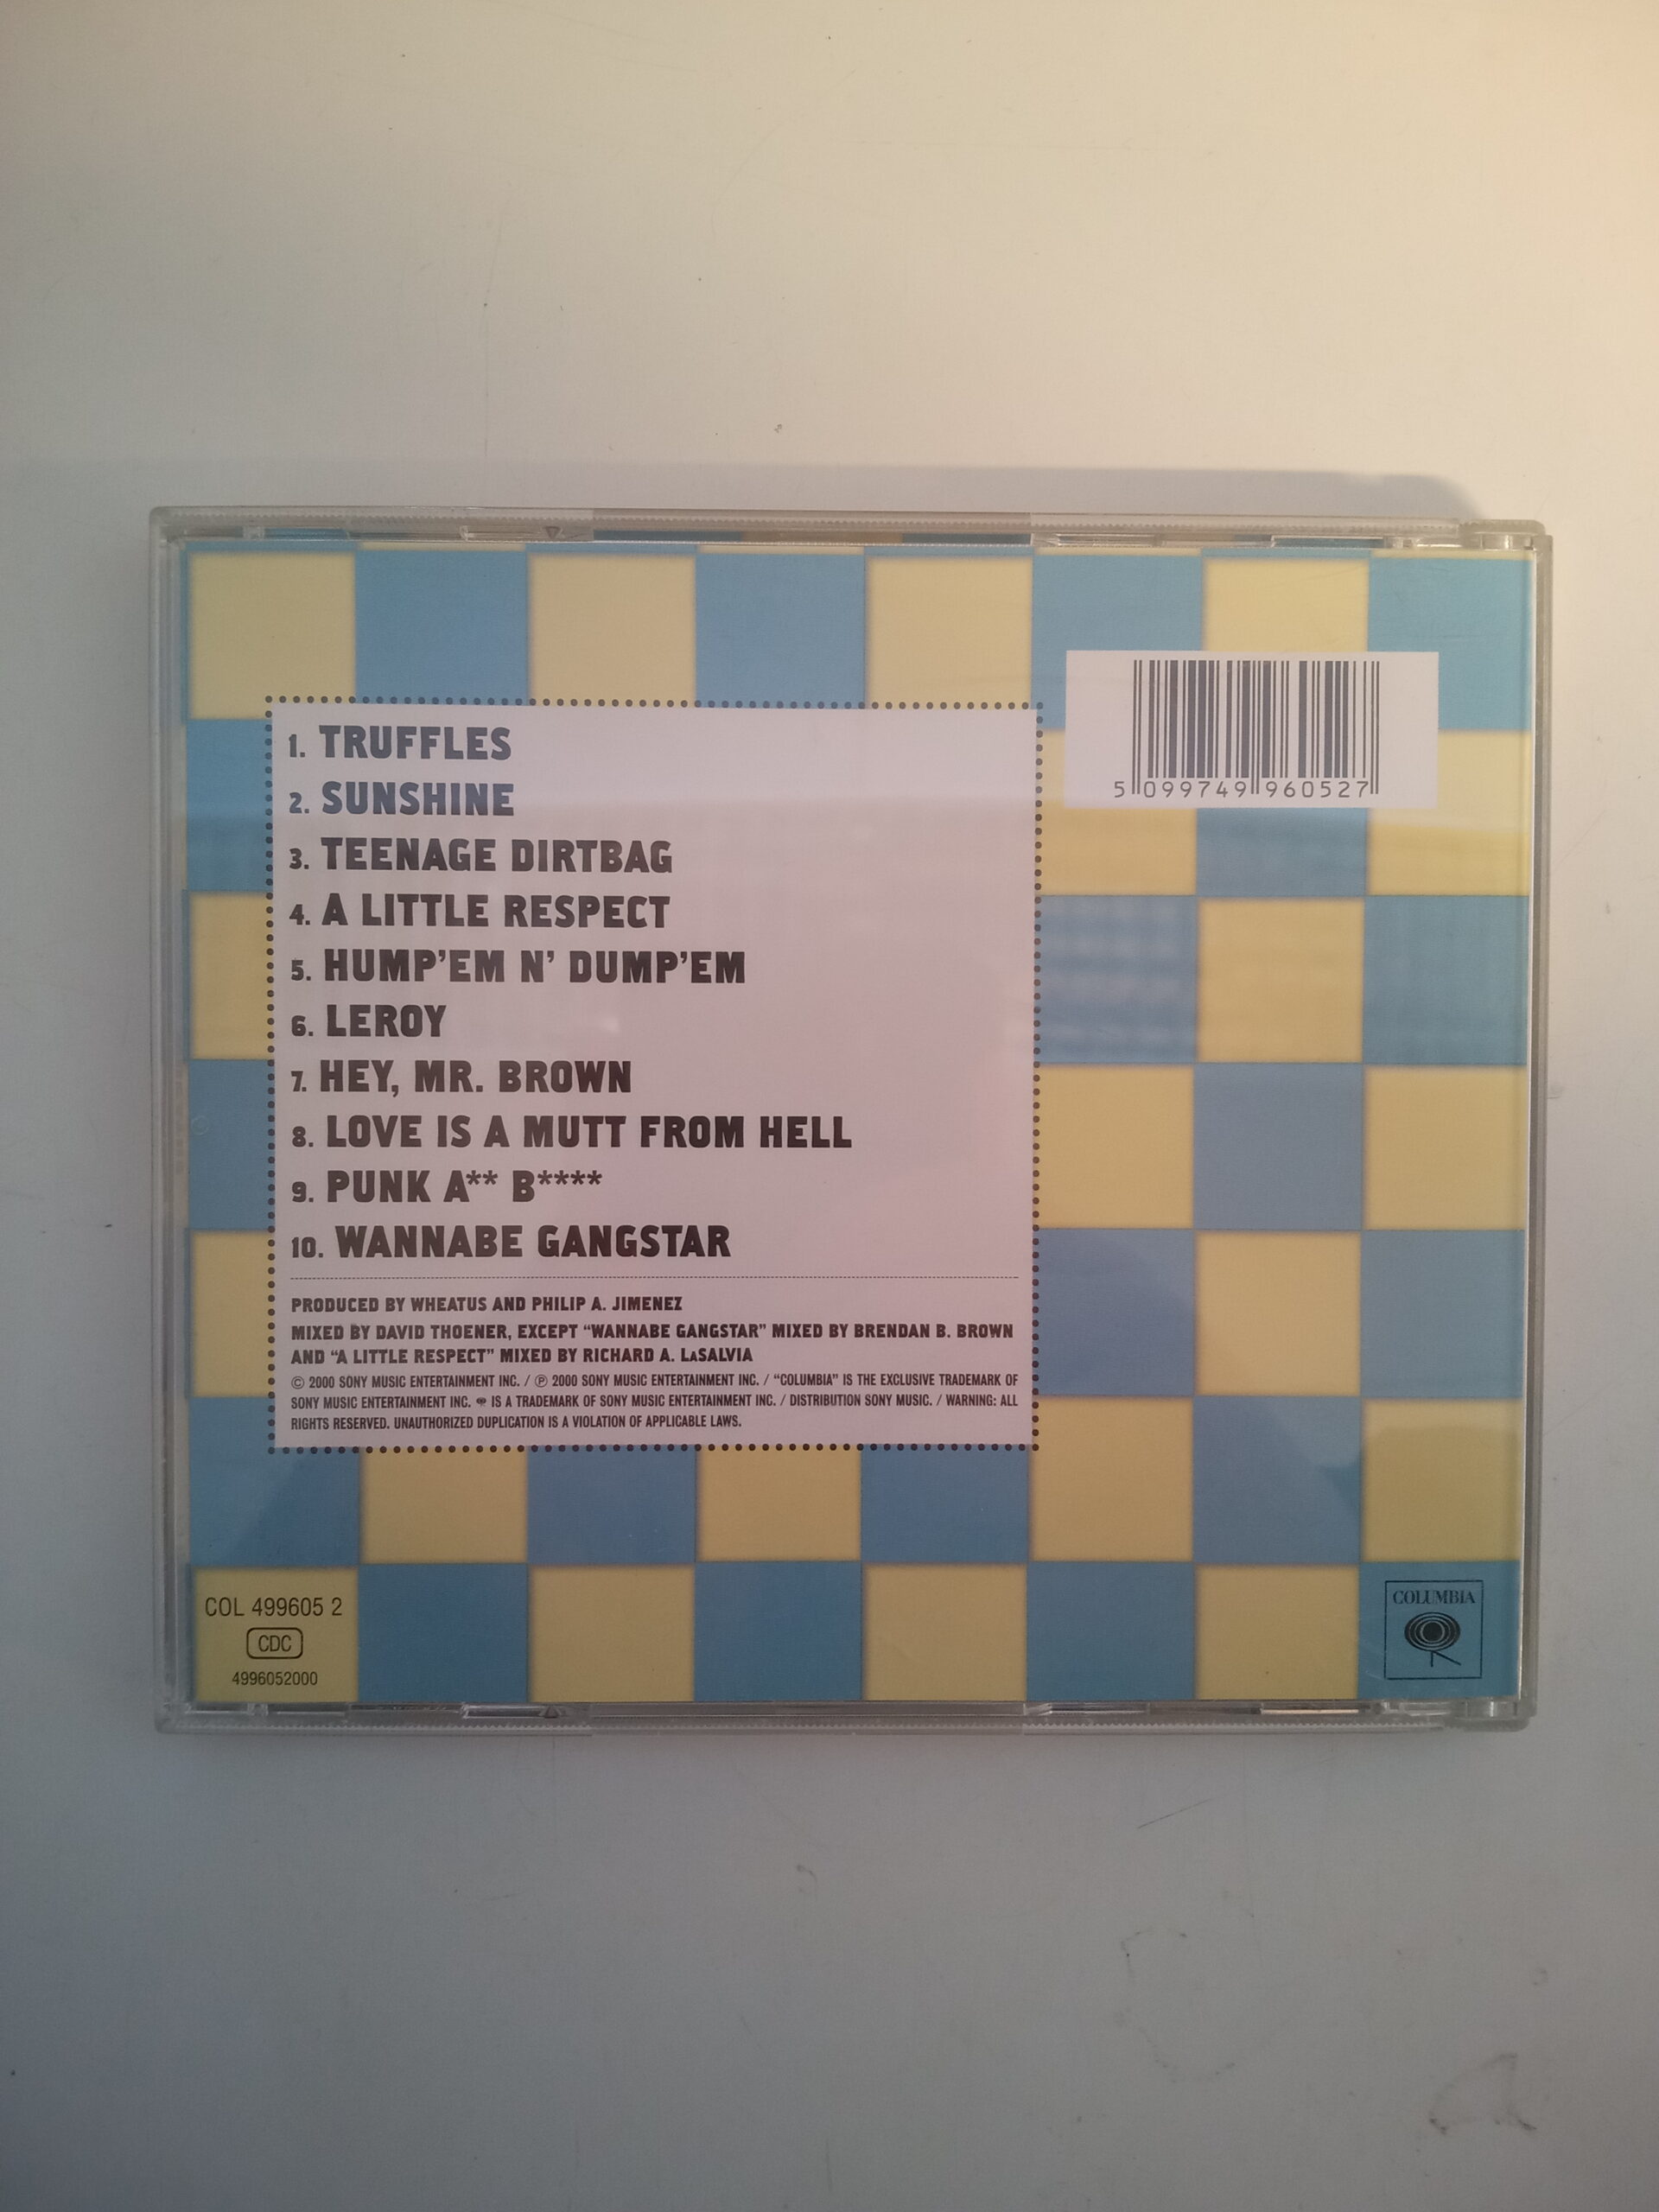 1. TRUFFLES
2. SUNSHINE
3. TEENAGE DIRTBAG
4. A LITTLE RESPECT
5. HUMP'EM N' DUMP'EM
6. LEROY
7. HEY, MR. BROWN
8. LOVE IS A MUTT FROM HELL
9. PUNK A** B****
10. WANNABE GANGSTAR
PRODUCED BY WHEATUS AND PHILIP A. JIMENEZ
MIXED BY DAVID THOENER, EXCEPT "WANNABE GANGSTAR" MIXED BY BRENDAN B. BROWN
AND "A LITTLE RESPECT" MIXED BY RICHARD A. LaSALVIA
© 2000 SONY MUSIC ENTERTAINMENT INC. / ℗ 2000 SONY MUSIC ENTERTAINMENT INC. / "COLUMBIA" IS THE EXCLUSIVE TRADEMARK OF
SONY MUSIC ENTERTAINMENT INC. IS A TRADEMARK OF SONY MUSIC ENTERTAINMENT INC. / DISTRIBUTION SONY MUSIC. / WARNING: ALL
RIGHTS RESERVED. UNAUTHORIZED DUPLICATION IS A VIOLATION OF APPLICABLE LAWS.
5 099749 960527
COL 499605 2
CDC
4996052000
COLUMBIA